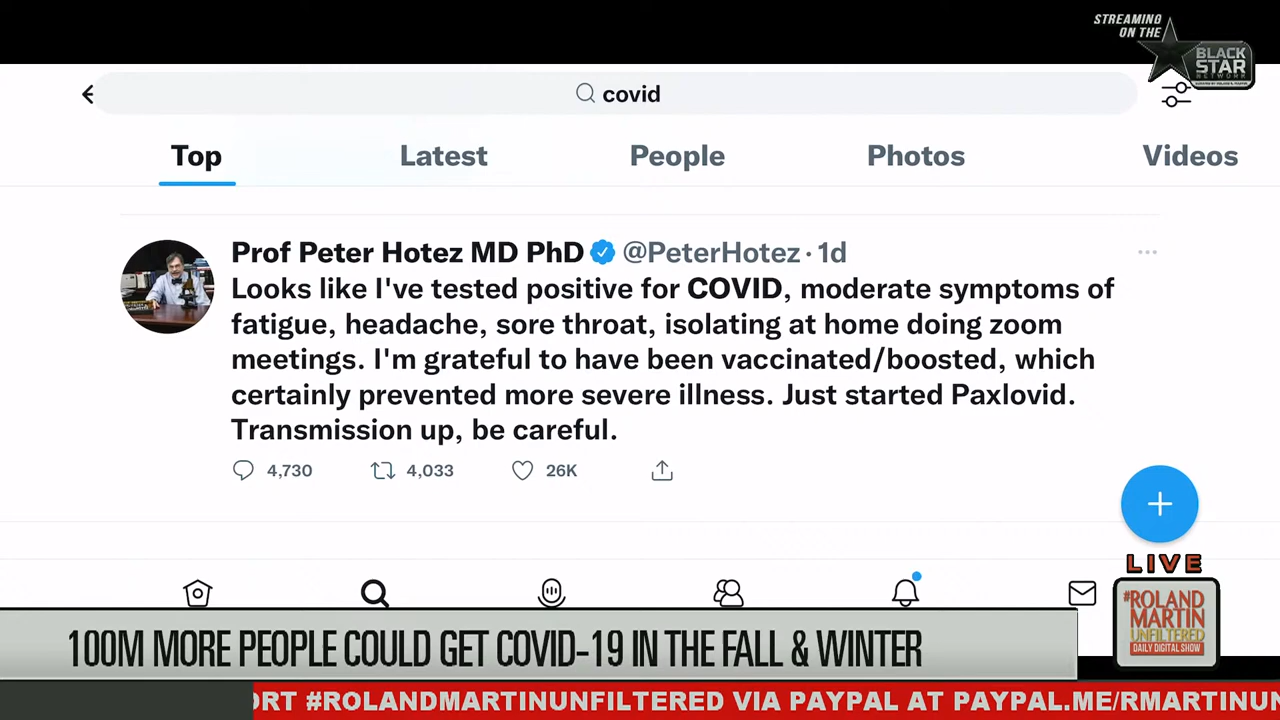 STREAMING
ON THE
BLACK
STAR
NETWORK
covid
Top
Latest
People
Photos
Videos
Prof Peter Hotez MD PhD @PeterHotez · 1d
Looks like I've tested positive for COVID, moderate symptoms of
fatigue, headache, sore throat, isolating at home doing zoom
meetings. I'm grateful to have been vaccinated/boosted, which
certainly prevented more severe illness. Just started Paxlovid.
Transmission up, be careful.
4,730
4,033
26K
LIVE
#ROLAND
MARTIN
UNFILTERED
DAILY DIGITAL SHOW
100M MORE PEOPLE COULD GET COVID-19 IN THE FALL & WINTER
ORT #ROLANDMARTINUNFILTERED VIA PAYPAL AT PAYPAL.ME/RMARTINUN